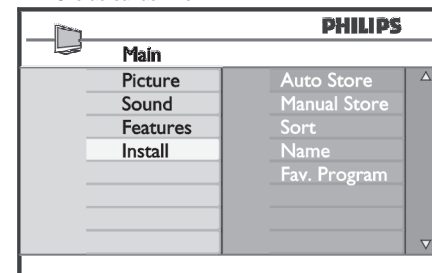 PHILIPS
Main
Picture
Sound
Features
Install
Auto Store
Manual Store
Sort
Name
Fav. Program